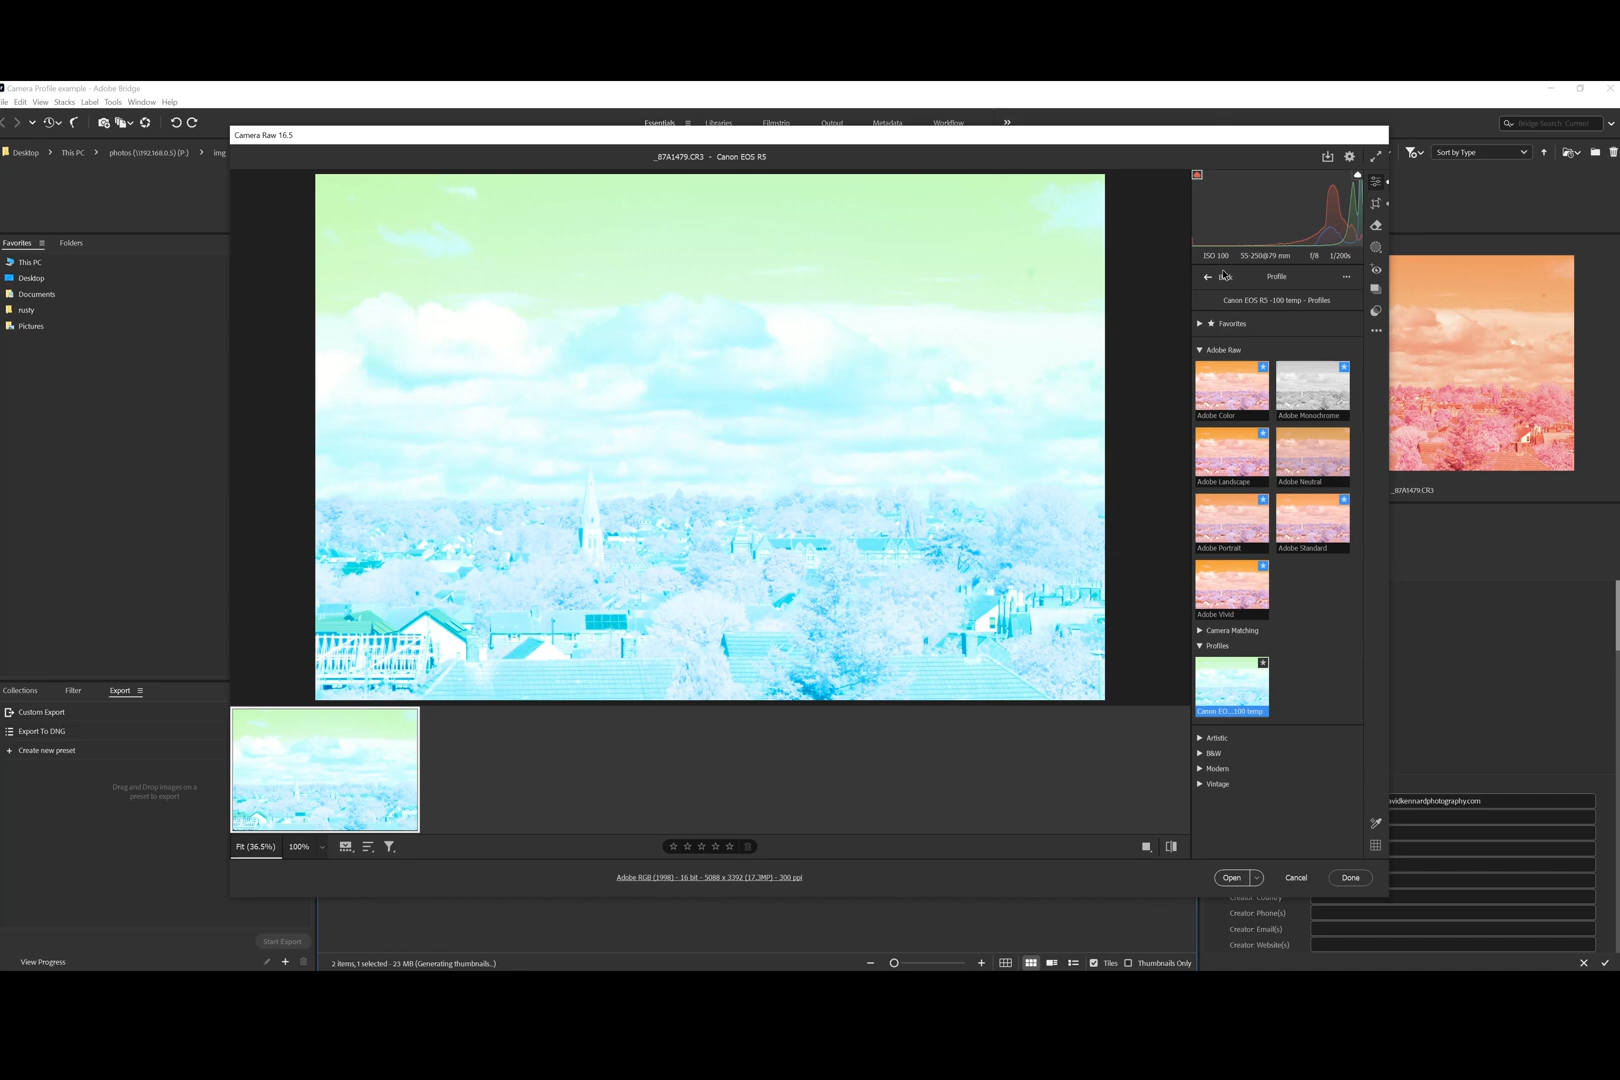 Camera Profile example - Adobe Bridge
ile Edit View Stacks Label Tools Window Help
Essentials Libraries Filmstrip Output Metadata Workflow
Bridge Search: Current
Camera Raw 16.5
Desktop This PC photos (\\192.168.0.5) (P:) img
_87A1479.CR3 - Canon EOS R5
Sort by Type
Favorites Folders
This PC
Desktop
Documents
rusty
Pictures
ISO 100 55-250@79 mm f/8 1/200s
Back Profile
Canon EOS R5 -100 temp - Profiles
Favorites
Adobe Raw
Adobe Color Adobe Monochrome
Adobe Landscape Adobe Neutral
Adobe Portrait Adobe Standard
Adobe Vivid
Camera Matching
Profiles
Canon EO...100 temp
Artistic
B&W
Modern
Vintage
_87A1479.CR3
Collections Filter Export
Custom Export
Export To DNG
+ Create new preset
Drag and Drop images on a
preset to export
avidkennardphotography.com
Fit (36.5%) 100%
Adobe RGB (1998) - 16 bit - 5088 x 3392 (17.3MP) - 300 ppi
Open Cancel Done
Creator: Country
Creator: Phone(s)
Creator: Email(s)
Creator: Website(s)
Start Export
View Progress
2 items, 1 selected - 23 MB (Generating thumbnails...)
Tiles Thumbnails Only